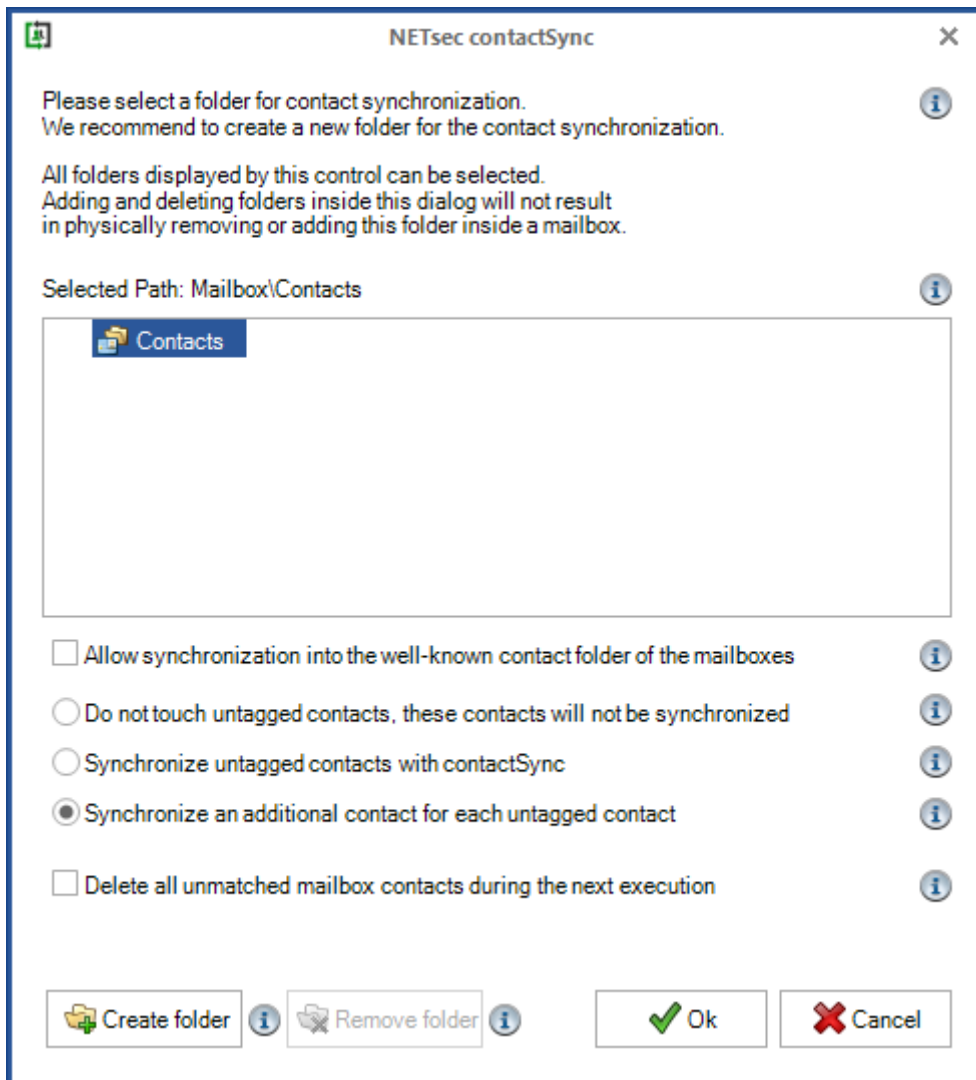 NETsec contactSync
Please select a folder for contact synchronization.
We recommend to create a new folder for the contact synchronization.
All folders displayed by this control can be selected.
Adding and deleting folders inside this dialog will not result
in physically removing or adding this folder inside a mailbox.
Selected Path: Mailbox\Contacts
Contacts
Allow synchronization into the well-known contact folder of the mailboxes
Do not touch untagged contacts, these contacts will not be synchronized
Synchronize untagged contacts with contactSync
Synchronize an additional contact for each untagged contact
Delete all unmatched mailbox contacts during the next execution
Create folder
Remove folder
Ok
Cancel